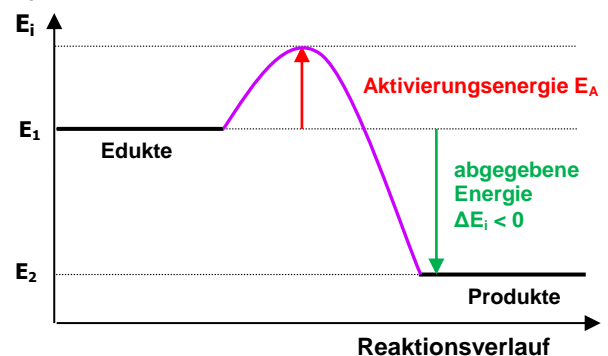 Eᵢ
Aktivierungsenergie E_A
E₁
Edukte
abgegebene
Energie
ΔEᵢ < 0
E₂
Produkte
Reaktionsverlauf